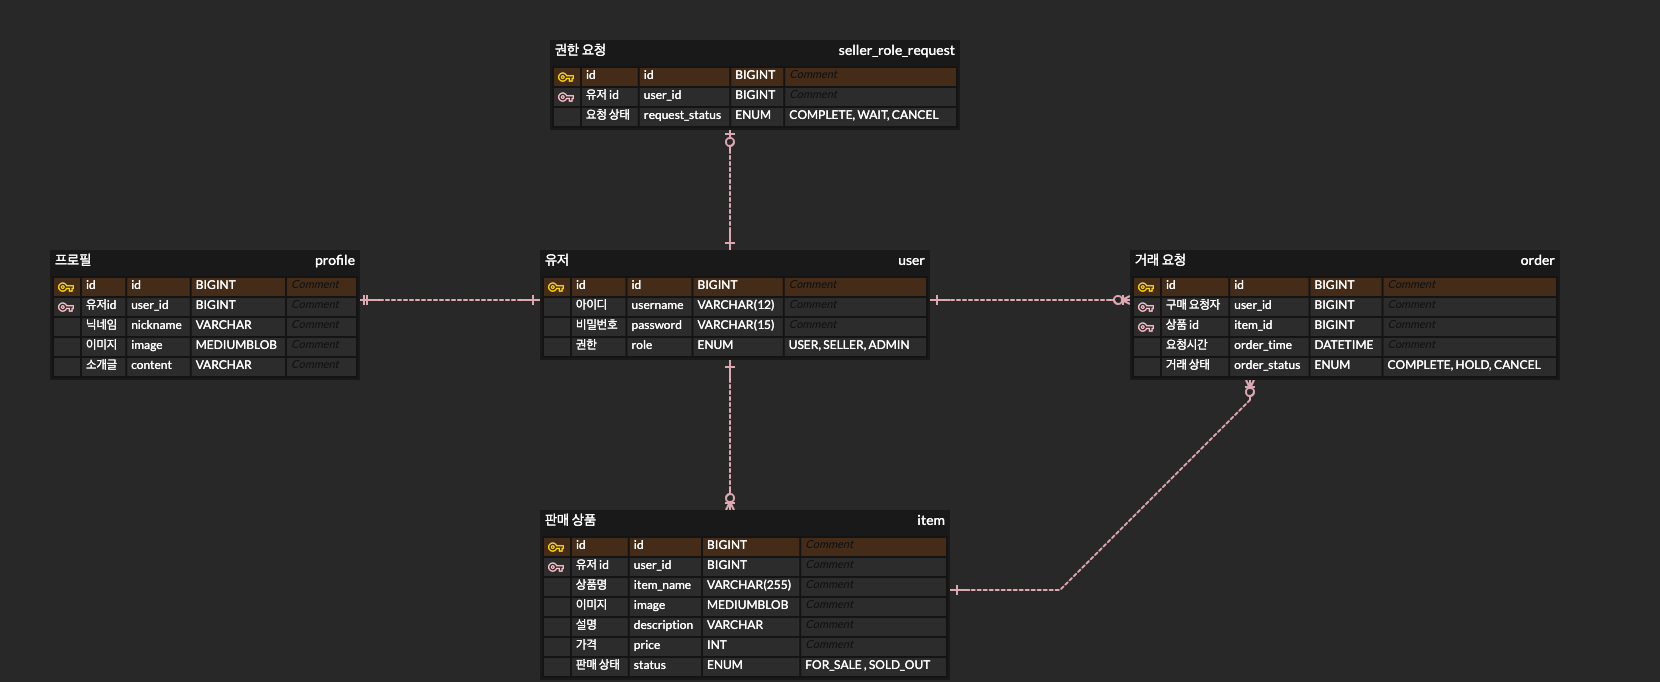 권한 요청 seller_role_request
id id BIGINT Comment
유저 id user_id BIGINT Comment
요청 상태 request_status ENUM COMPLETE, WAIT, CANCEL
프로필 profile
id id BIGINT Comment
유저id user_id BIGINT Comment
닉네임 nickname VARCHAR Comment
이미지 image MEDIUMBLOB Comment
소개글 content VARCHAR Comment
유저 user
id id BIGINT Comment
아이디 username VARCHAR(12) Comment
비밀번호 password VARCHAR(15) Comment
권한 role ENUM USER, SELLER, ADMIN
거래 요청 order
id id BIGINT Comment
구매 요청자 user_id BIGINT Comment
상품 id item_id BIGINT Comment
요청시간 order_time DATETIME Comment
거래 상태 order_status ENUM COMPLETE, HOLD, CANCEL
판매 상품 item
id id BIGINT Comment
유저 id user_id BIGINT Comment
상품명 item_name VARCHAR(255) Comment
이미지 image MEDIUMBLOB Comment
설명 description VARCHAR Comment
가격 price INT Comment
판매 상태 status ENUM FOR_SALE , SOLD_OUT